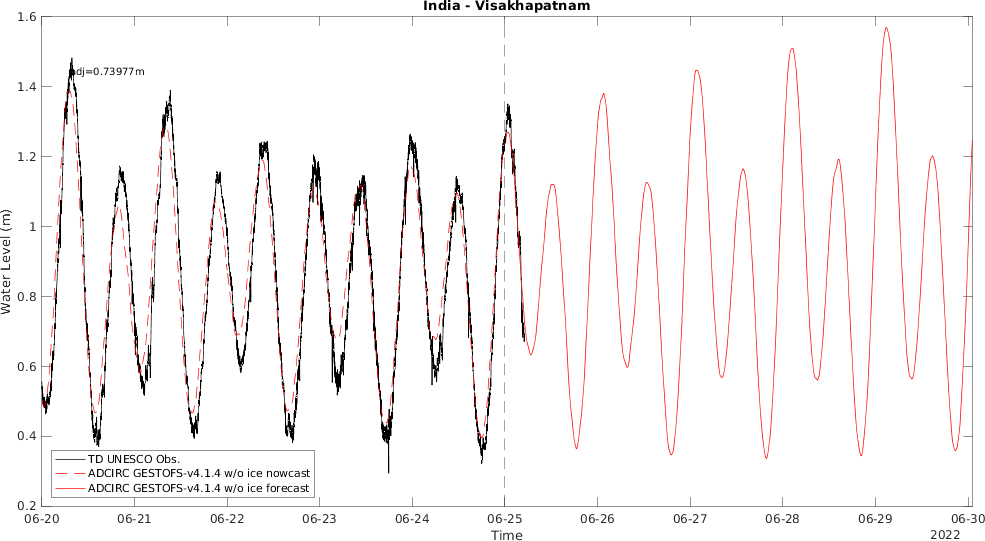 India - Visakhapatnam
1.6
1.4
1.2
1
0.8
0.6
0.4
0.2
Water Level (m)
adj=0.73977m
TD UNESCO Obs.
ADCIRC GESTOFS-v4.1.4 w/o ice nowcast
ADCIRC GESTOFS-v4.1.4 w/o ice forecast
06-20 06-21 06-22 06-23 06-24 06-25 06-26 06-27 06-28 06-29 06-30
Time
2022